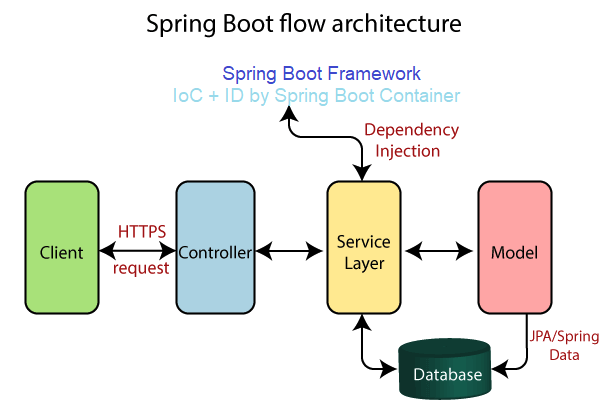 Spring Boot flow architecture
Spring Boot Framework
IoC + ID by Spring Boot Container
Dependency
Injection
Client
HTTPS
request
Controller
Service
Layer
Model
JPA/Spring
Data
Database